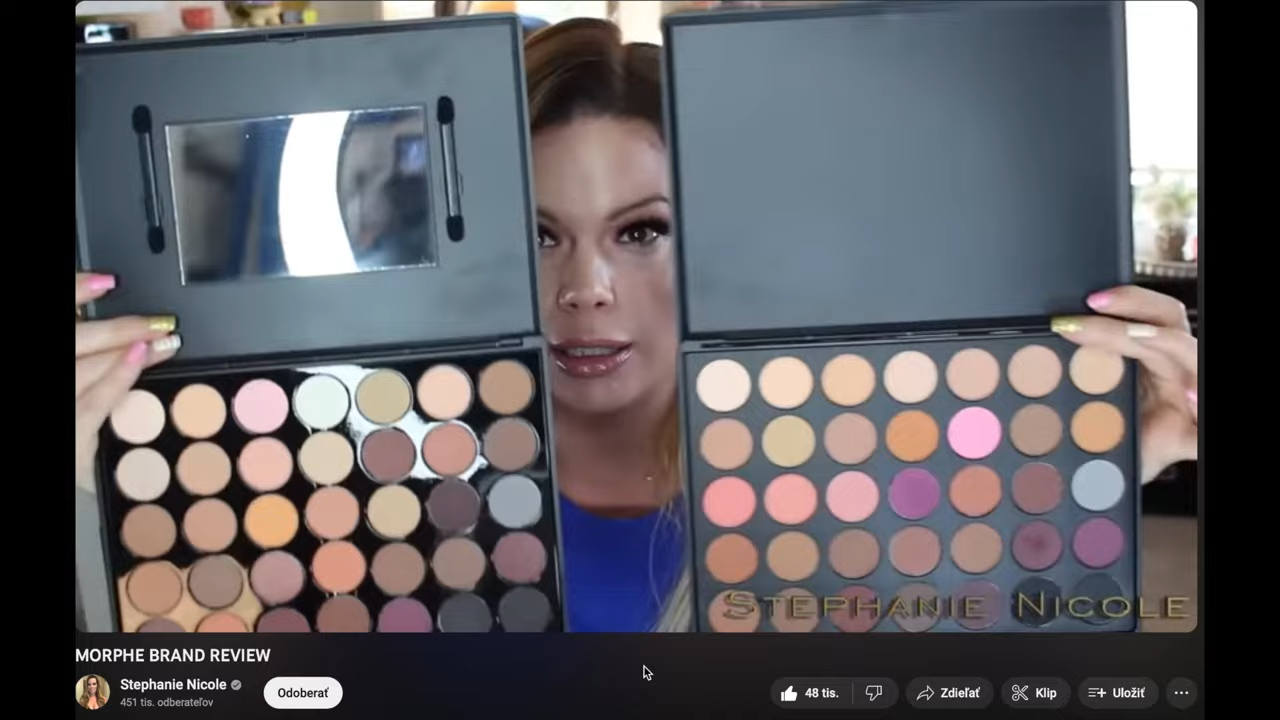 STEPHANIE NICOLE
MORPHE BRAND REVIEW
Stephanie Nicole
451 tis. odberateľov
Odoberať
48 tis.
Zdieľať
Klip
Uložiť